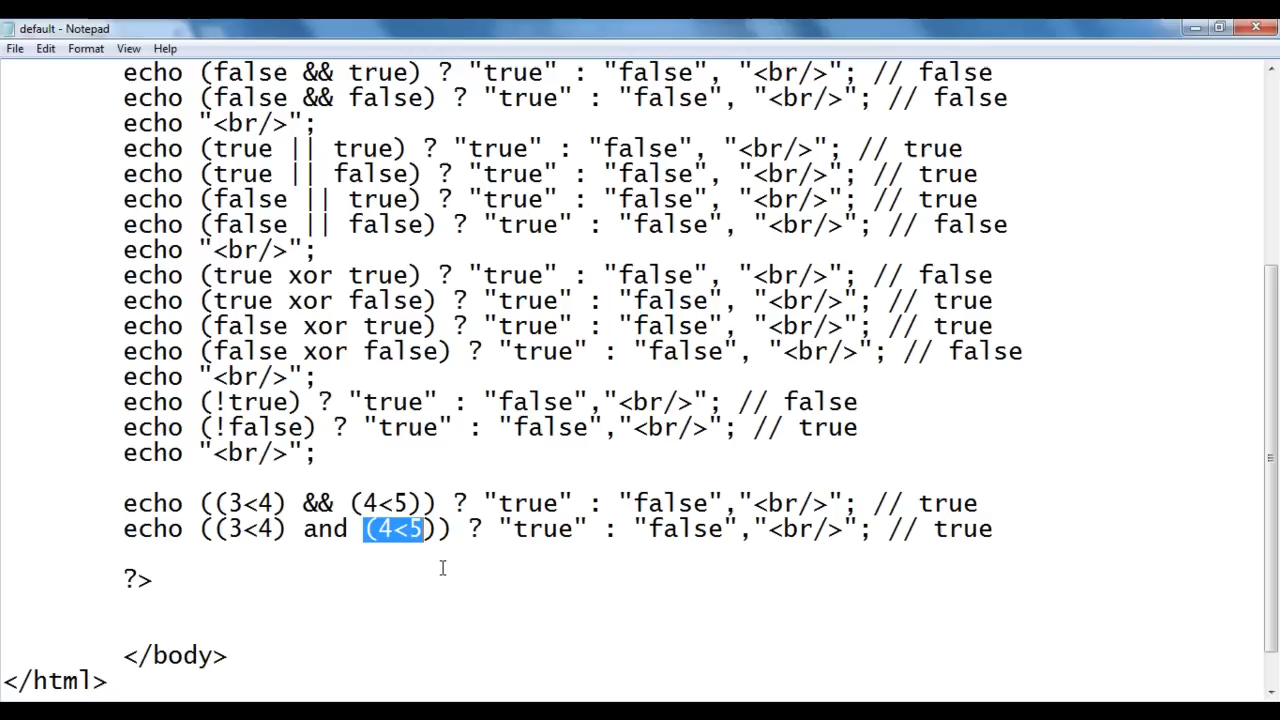 default - Notepad
File Edit Format View Help
echo (false && true) ? "true" : "false", "<br/>"; // false
echo (false && false) ? "true" : "false", "<br/>"; // false
echo "<br/>";
echo (true || true) ? "true" : "false", "<br/>"; // true
echo (true || false) ? "true" : "false", "<br/>"; // true
echo (false || true) ? "true" : "false", "<br/>"; // true
echo (false || false) ? "true" : "false", "<br/>"; // false
echo "<br/>";
echo (true xor true) ? "true" : "false", "<br/>"; // false
echo (true xor false) ? "true" : "false", "<br/>"; // true
echo (false xor true) ? "true" : "false", "<br/>"; // true
echo (false xor false) ? "true" : "false", "<br/>"; // false
echo "<br/>";
echo (!true) ? "true" : "false","<br/>"; // false
echo (!false) ? "true" : "false","<br/>"; // true
echo "<br/>";
echo ((3<4) && (4<5)) ? "true" : "false","<br/>"; // true
echo ((3<4) and (4<5)) ? "true" : "false","<br/>"; // true
?>
</body>
</html>